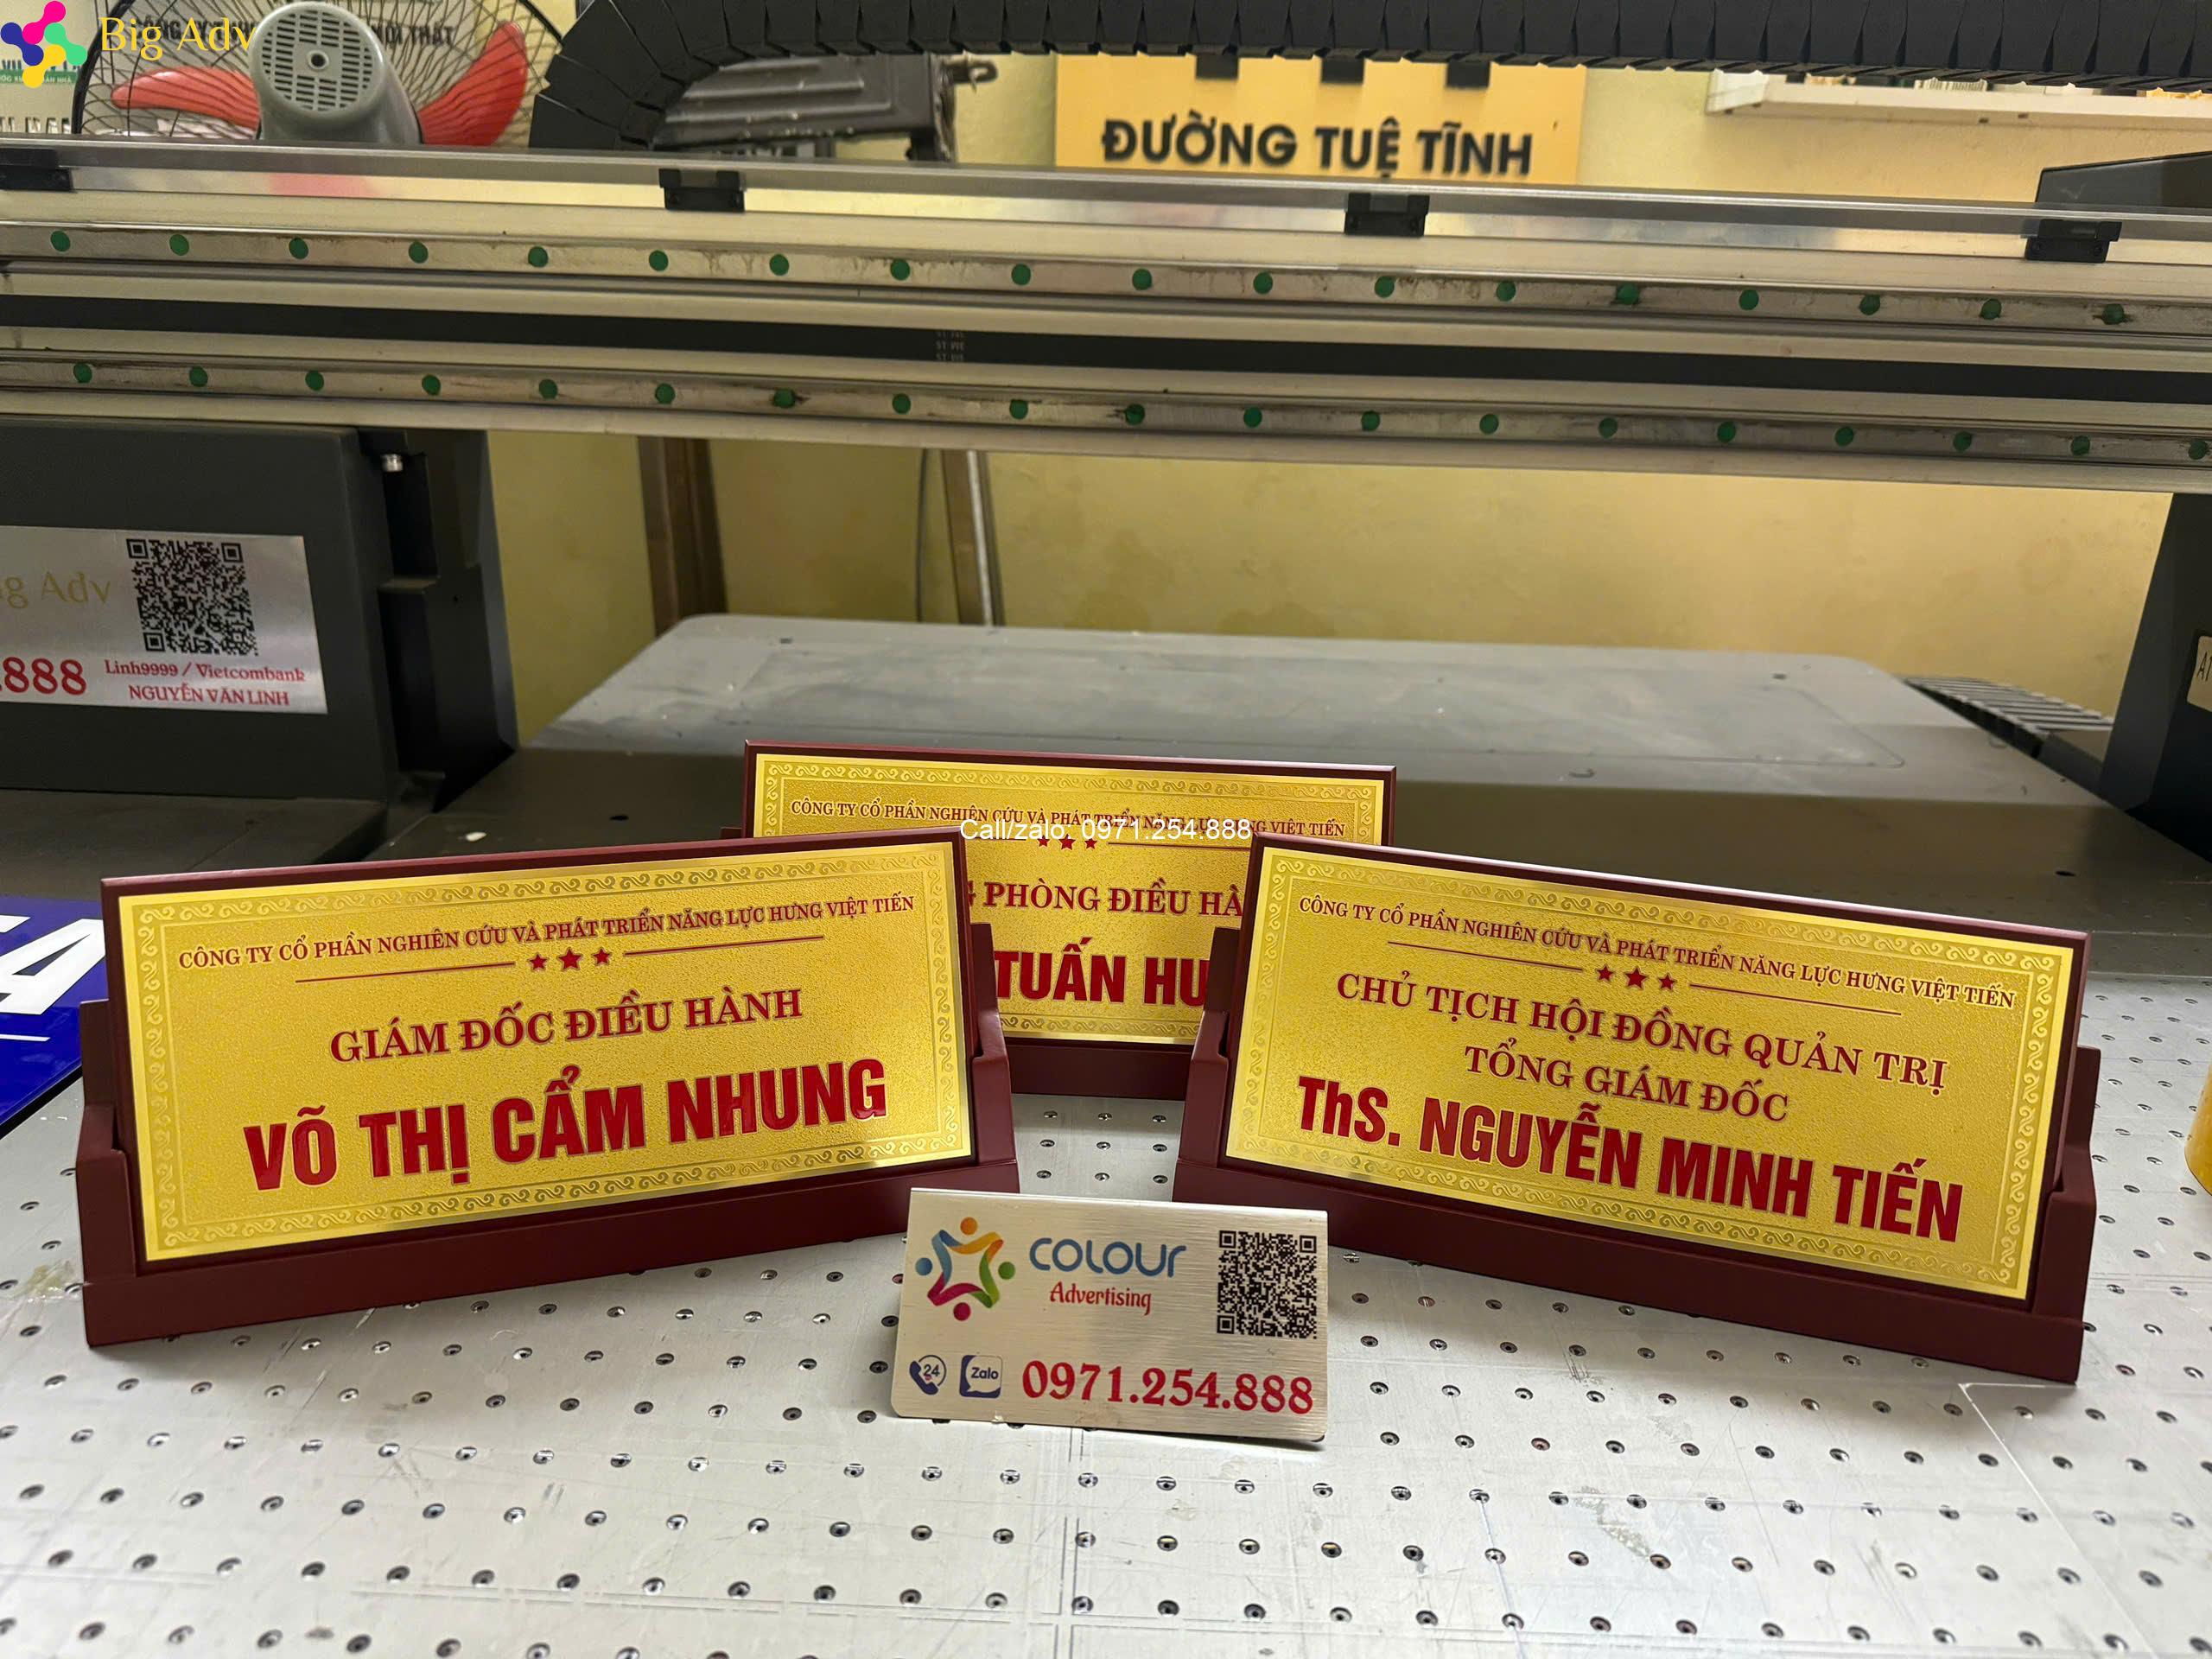 Big Adv
ĐƯỜNG TUỆ TĨNH
g Adv
.888
Linh9999 / Vietcombank
NGUYỄN VĂN LINH
CÔNG TY CỔ PHẦN NGHIÊN CỨU VÀ PHÁT TRIỂN NĂNG LỰC HƯNG VIỆT TIẾN
Call/zalo: 0971.254.888
PHÒNG ĐIỀU HÀ
TUẤN HU
CÔNG TY CỔ PHẦN NGHIÊN CỨU VÀ PHÁT TRIỂN NĂNG LỰC HƯNG VIỆT TIẾN
GIÁM ĐỐC ĐIỀU HÀNH
VÕ THỊ CẨM NHUNG
CÔNG TY CỔ PHẦN NGHIÊN CỨU VÀ PHÁT TRIỂN NĂNG LỰC HƯNG VIỆT TIẾN
CHỦ TỊCH HỘI ĐỒNG QUẢN TRỊ
TỔNG GIÁM ĐỐC
ThS. NGUYỄN MINH TIẾN
COLOUR
Advertising
24
Zalo
0971.254.888